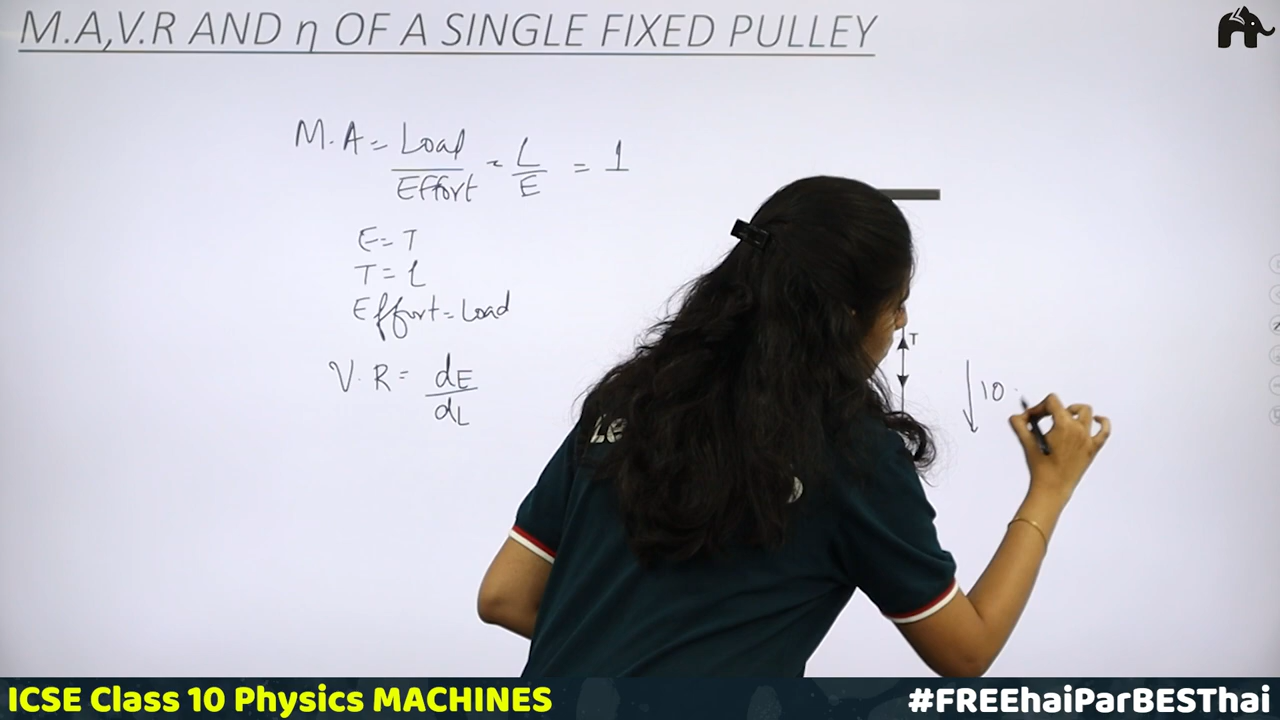 M.A,V.R AND η OF A SINGLE FIXED PULLEY
M.A = Load/Effort = L/E = 1
E = T
T = L
Effort = Load
V.R = dE/dL
T
↓10
Le
ICSE Class 10 Physics MACHINES
#FREEhaiParBESThai